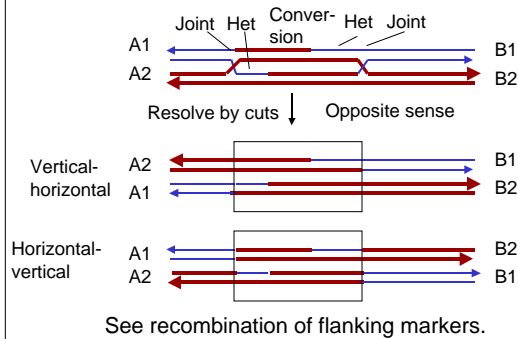 Joint Het Conver-
sion Het Joint
A1 B1
A2 B2
Resolve by cuts Opposite sense
Vertical-
horizontal
A2 B1
A1 B2
Horizontal-
vertical
A1 B2
A2 B1
See recombination of flanking markers.